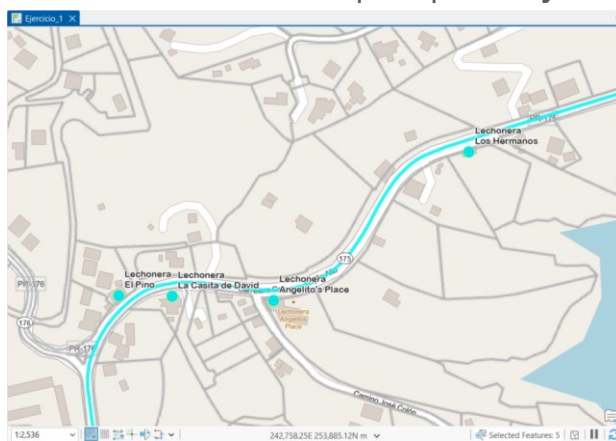 Ejercicio_1
PR-175
Lechonera
Los Hermanos
175
Lechonera
El Pino
Lechonera
La Casita de David
Lechonera
Angelito's Place
Lechonera
Angelitos
Place
PR-176
176
PR-176
Camino José Colón
1:2,536
242,758.25E 253,885.12N m
Selected Features: 5